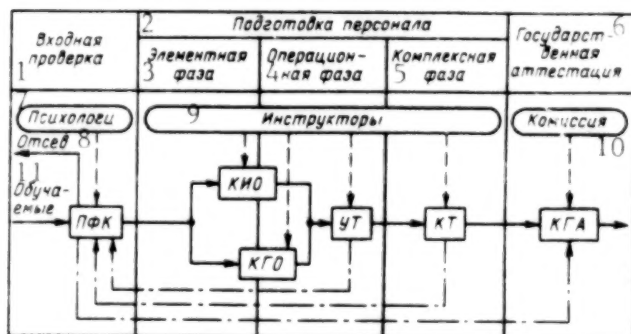 2 Подготовка персонала 6
Входная
1 проверка
3 Элементная
фаза
4 Операцион-
ная фаза
5 Комплексная
фаза
Государст-
венная
аттестация
7
Психологи
8
9 Инструкторы
Комиссия
10
Отсев
11
Обуча-
емые
ПФК
КИО
КГО
УТ
КТ
КГА